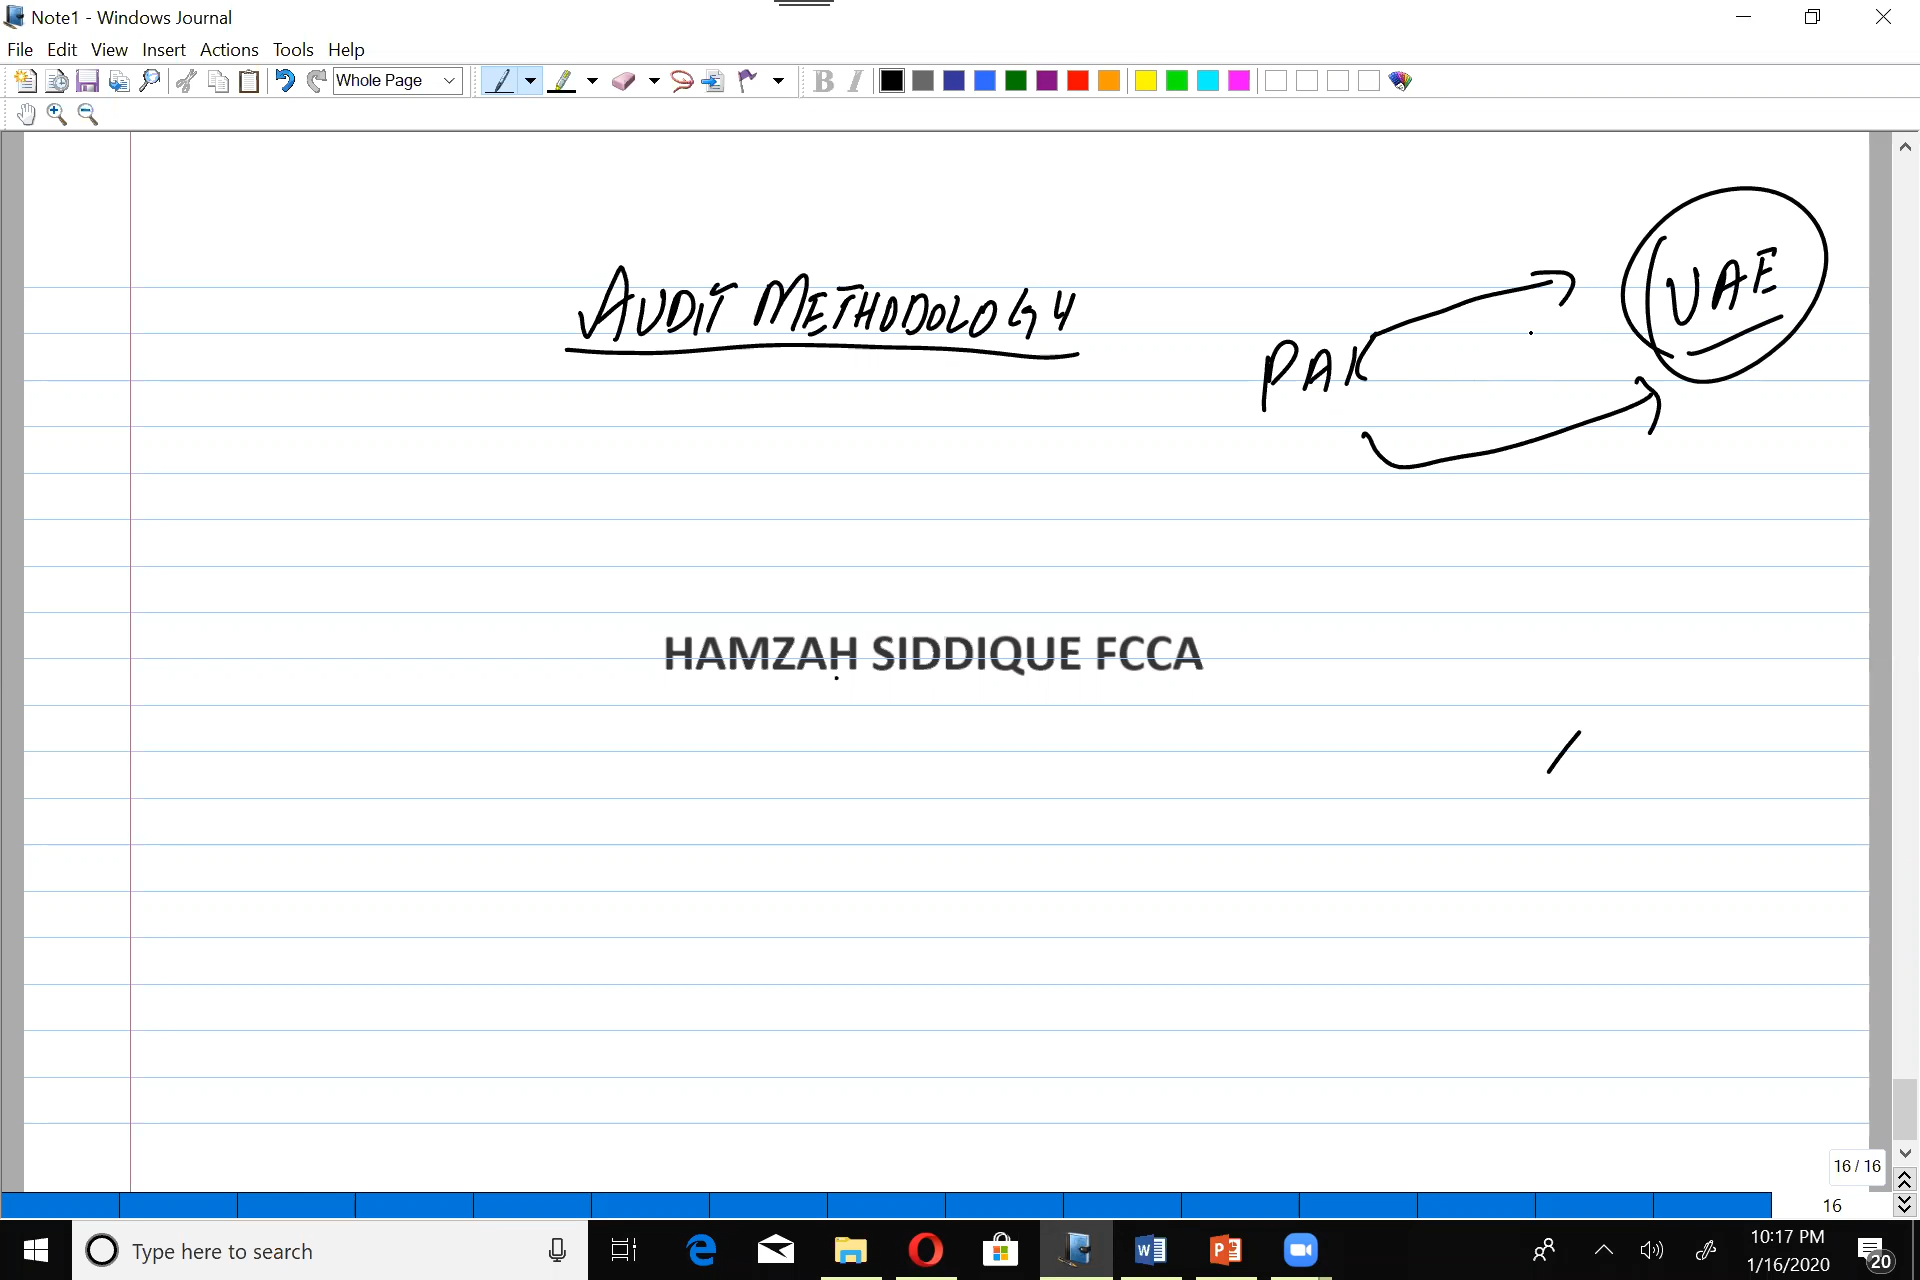 Note1 - Windows Journal
File Edit View Insert Actions Tools Help
Whole Page
B I
AUDIT METHODOLOGY
PAK
UAE
HAMZAH SIDDIQUE FCCA
16 / 16
16
Type here to search
10:17 PM
1/16/2020
20